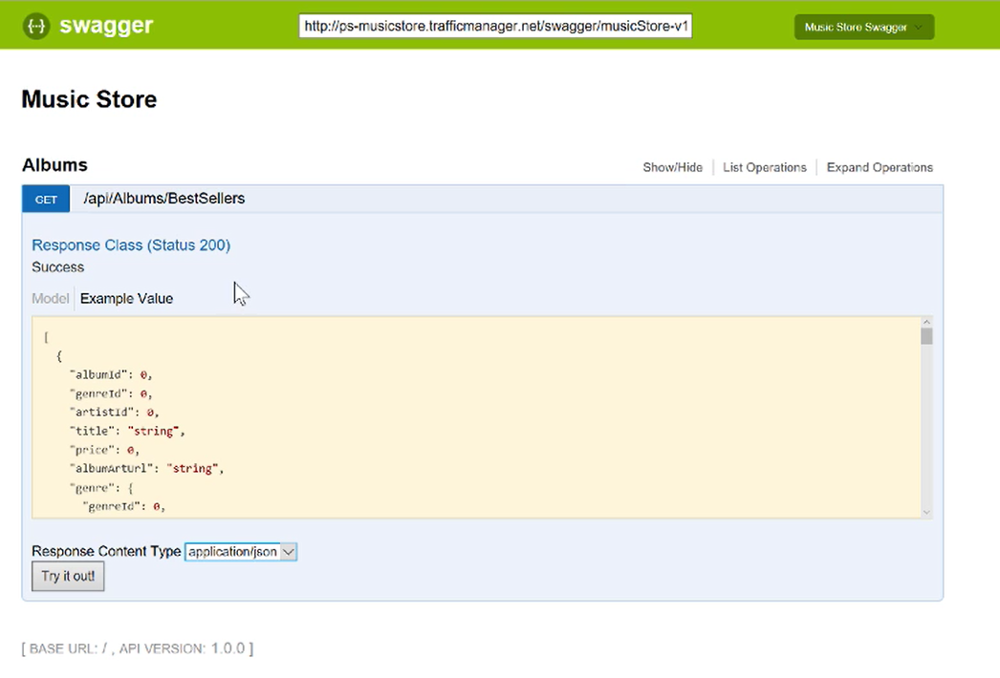 {··} swagger
http://ps-musicstore.trafficmanager.net/swagger/musicStore-v1
Music Store Swagger
Music Store
Albums
Show/Hide
List Operations
Expand Operations
GET
/api/Albums/BestSellers
Response Class (Status 200)
Success
Model
Example Value
[
{
"albumId": 0,
"genreId": 0,
"artistId": 0,
"title": "string",
"price": 0,
"albumArtUrl": "string",
"genre": {
"genreId": 0,
Response Content Type application/json
Try it out!
[ BASE URL: / , API VERSION: 1.0.0 ]